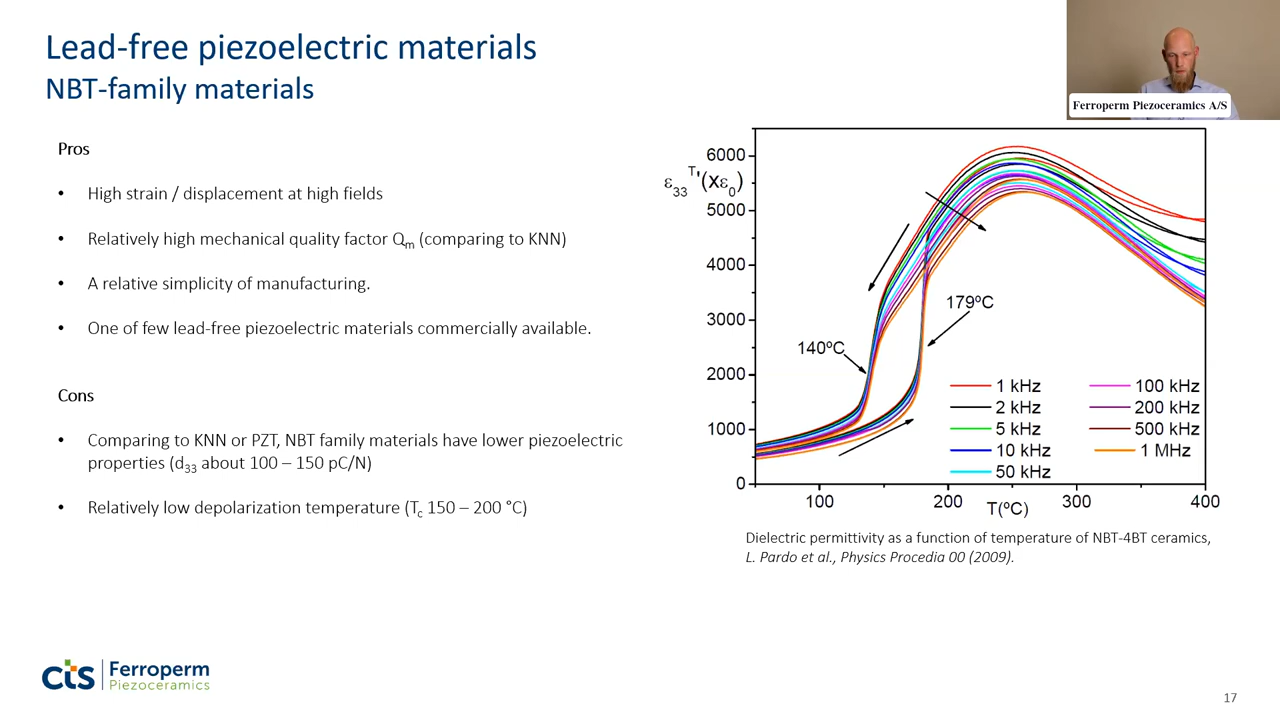 Lead-free piezoelectric materials
NBT-family materials
Ferroperm Piezoceramics A/S
Pros
• High strain / displacement at high fields
• Relatively high mechanical quality factor Qm (comparing to KNN)
• A relative simplicity of manufacturing.
• One of few lead-free piezoelectric materials commercially available.
Cons
• Comparing to KNN or PZT, NBT family materials have lower piezoelectric
properties (d33 about 100 – 150 pC/N)
• Relatively low depolarization temperature (Tc 150 – 200 °C)
ε33T'(xε0)
6000
5000
4000
3000
2000
1000
0
100
200
300
400
T(ºC)
140ºC
179ºC
1 kHz
2 kHz
5 kHz
10 kHz
50 kHz
100 kHz
200 kHz
500 kHz
1 MHz
Dielectric permittivity as a function of temperature of NBT-4BT ceramics,
L. Pardo et al., Physics Procedia 00 (2009).
cts Ferroperm
Piezoceramics
17